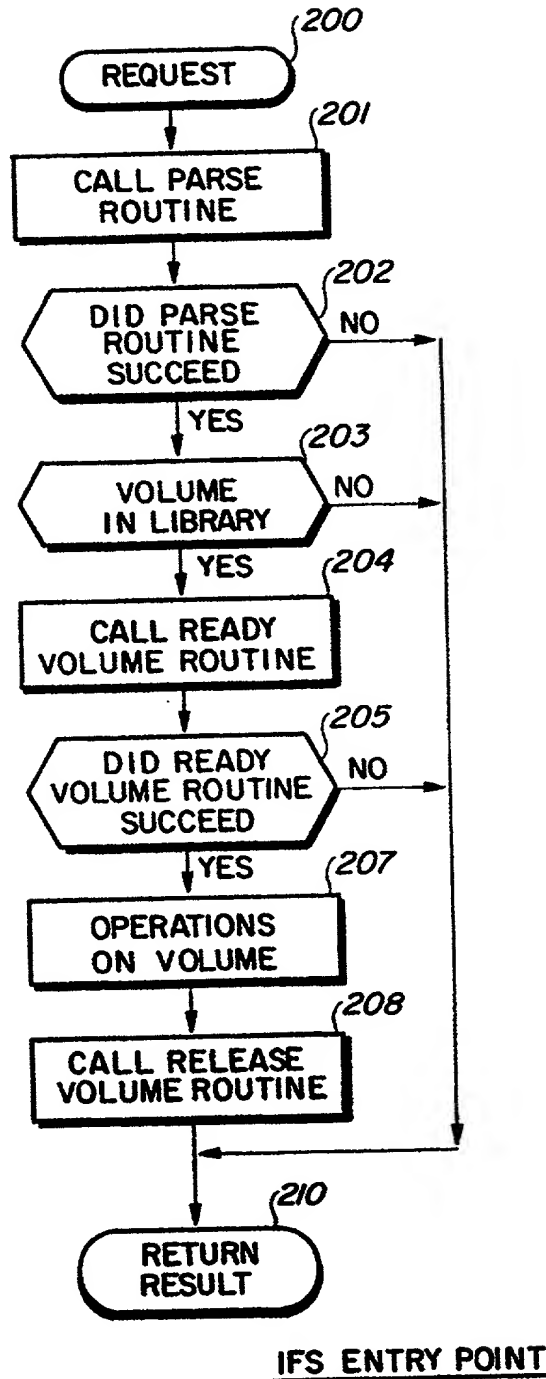 200
REQUEST
201
CALL PARSE
ROUTINE
202
DID PARSE
ROUTINE
SUCCEED
NO
YES
203
VOLUME
IN LIBRARY
NO
YES
204
CALL READY
VOLUME ROUTINE
205
DID READY
VOLUME ROUTINE
SUCCEED
NO
YES
207
OPERATIONS
ON VOLUME
208
CALL RELEASE
VOLUME ROUTINE
210
RETURN
RESULT
IFS ENTRY POINT